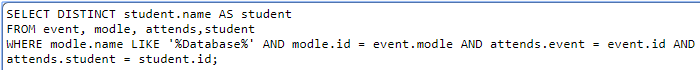 SELECT DISTINCT student.name AS student
FROM event, modle, attends,student
WHERE modle.name LIKE '%Database%' AND modle.id = event.modle AND attends.event = event.id AND
attends.student = student.id;